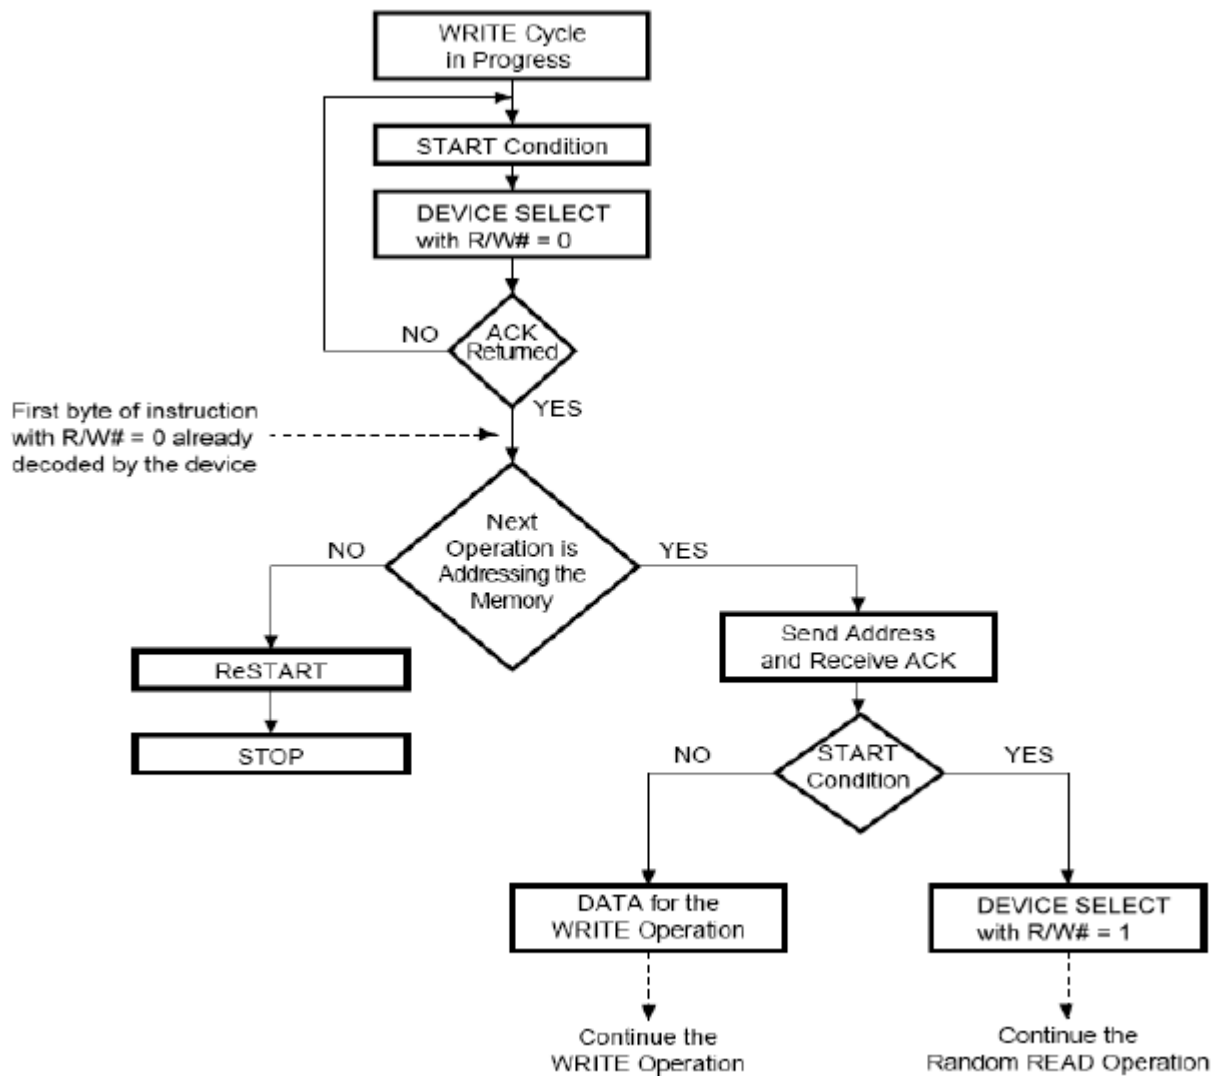 WRITE Cycle
in Progress
START Condition
DEVICE SELECT
with R/W# = 0
NO
ACK
Returned
YES
First byte of instruction
with R/W# = 0 already
decoded by the device
Next
Operation is
Addressing the
Memory
NO
YES
ReSTART
STOP
Send Address
and Receive ACK
START
Condition
NO
YES
DATA for the
WRITE Operation
DEVICE SELECT
with R/W# = 1
Continue the
WRITE Operation
Continue the
Random READ Operation